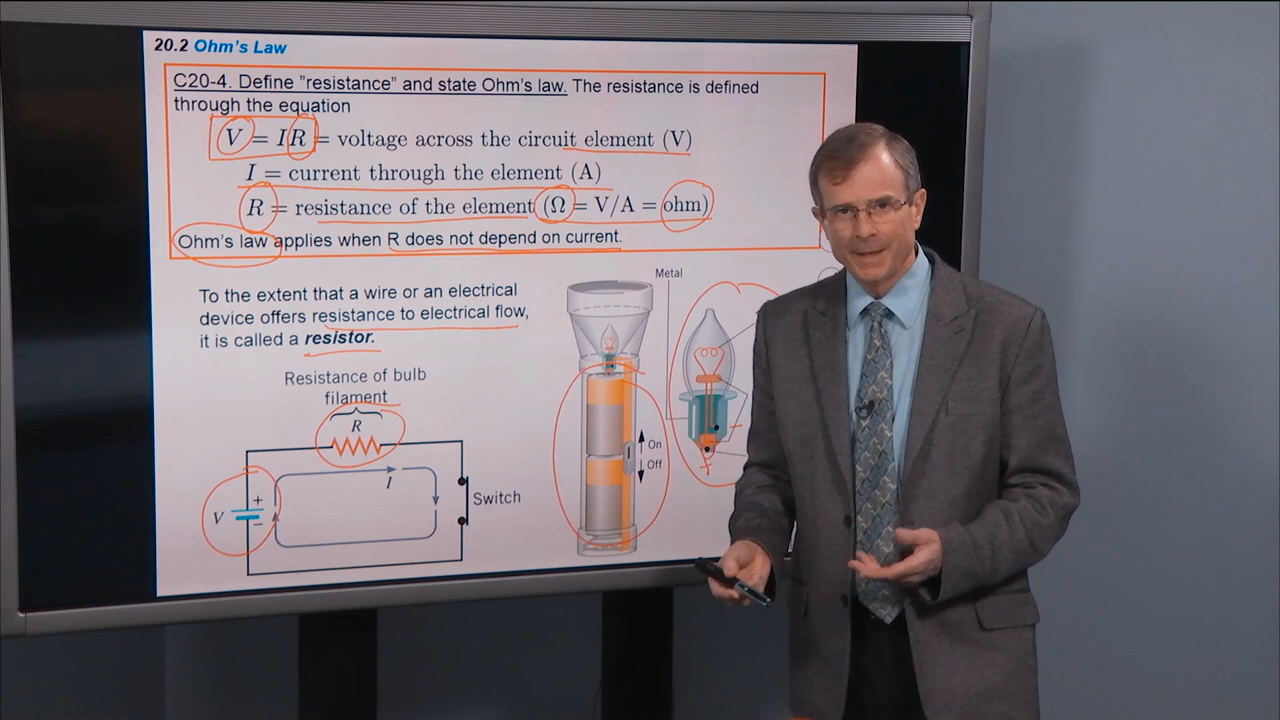 20.2 Ohm's Law
C20-4. Define "resistance" and state Ohm's law. The resistance is defined
through the equation
V = IR = voltage across the circuit element (V)
I = current through the element (A)
R = resistance of the element (Ω = V/A = ohm)
Ohm's law applies when R does not depend on current.
To the extent that a wire or an electrical
device offers resistance to electrical flow,
it is called a resistor.
Metal
Resistance of bulb
filament
R
On
Off
I
V
+
−
Switch